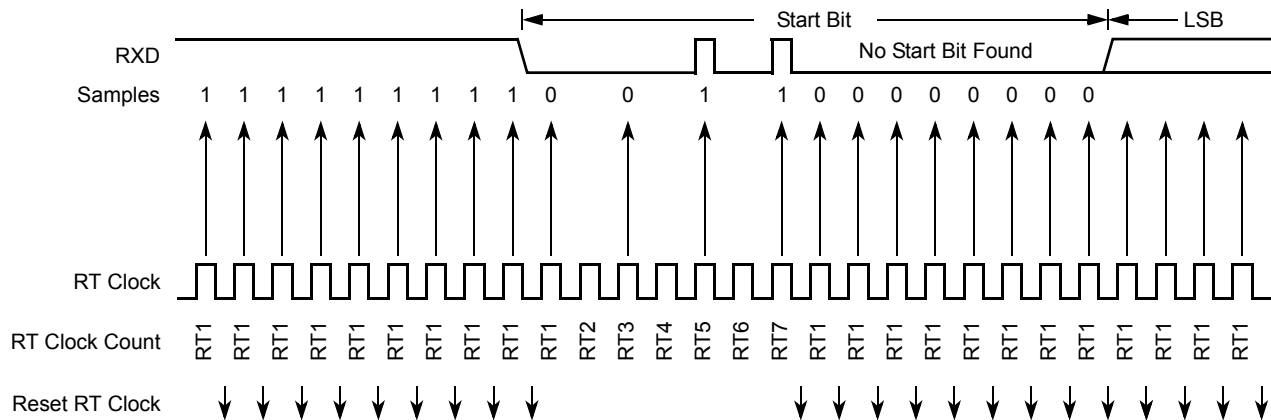 Start Bit
LSB
RXD
No Start Bit Found
Samples 1 1 1 1 1 1 1 1 1 0 0 1 1 0 0 0 0 0 0 0 0
RT Clock
RT Clock Count RT1 RT1 RT1 RT1 RT1 RT1 RT1 RT1 RT1 RT1 RT2 RT3 RT4 RT5 RT6 RT7 RT1 RT1 RT1 RT1 RT1 RT1 RT1 RT1 RT1 RT1 RT1 RT1
Reset RT Clock